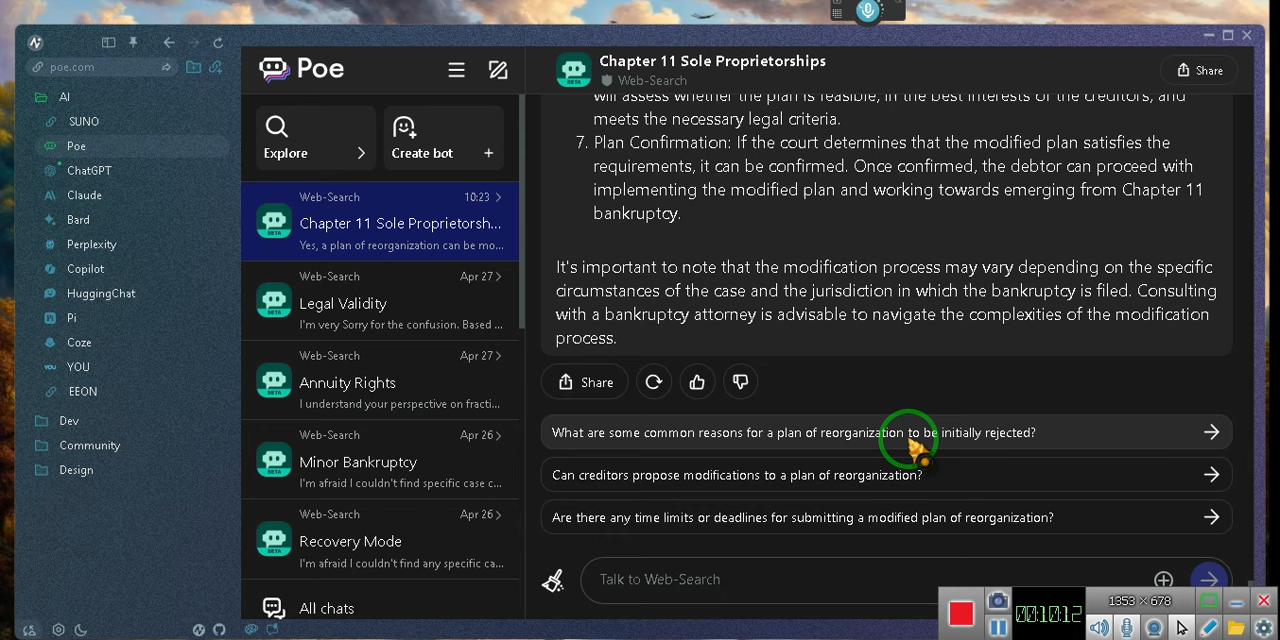 poe.com
AI
SUNO
Poe
ChatGPT
Claude
Bard
Perplexity
Copilot
HuggingChat
Pi
Coze
YOU
EEON
Dev
Community
Design
Poe
Explore
Create bot
Web-Search 10:23
Chapter 11 Sole Proprietorsh...
Yes, a plan of reorganization can be mo...
Web-Search Apr 27
Legal Validity
I'm very Sorry for the confusion. Based ...
Web-Search Apr 27
Annuity Rights
I understand your perspective on fracti...
Web-Search Apr 26
Minor Bankruptcy
I'm afraid I couldn't find specific case c...
Web-Search Apr 26
Recovery Mode
I'm afraid I couldn't find any specific ca...
All chats
Chapter 11 Sole Proprietorships
Web-Search
Share
will assess whether the plan is feasible, in the best interests of the creditors, and
meets the necessary legal criteria.
7. Plan Confirmation: If the court determines that the modified plan satisfies the
requirements, it can be confirmed. Once confirmed, the debtor can proceed with
implementing the modified plan and working towards emerging from Chapter 11
bankruptcy.
It's important to note that the modification process may vary depending on the specific
circumstances of the case and the jurisdiction in which the bankruptcy is filed. Consulting
with a bankruptcy attorney is advisable to navigate the complexities of the modification
process.
Share
What are some common reasons for a plan of reorganization to be initially rejected?
Can creditors propose modifications to a plan of reorganization?
Are there any time limits or deadlines for submitting a modified plan of reorganization?
Talk to Web-Search
00:10:12
1353 × 678